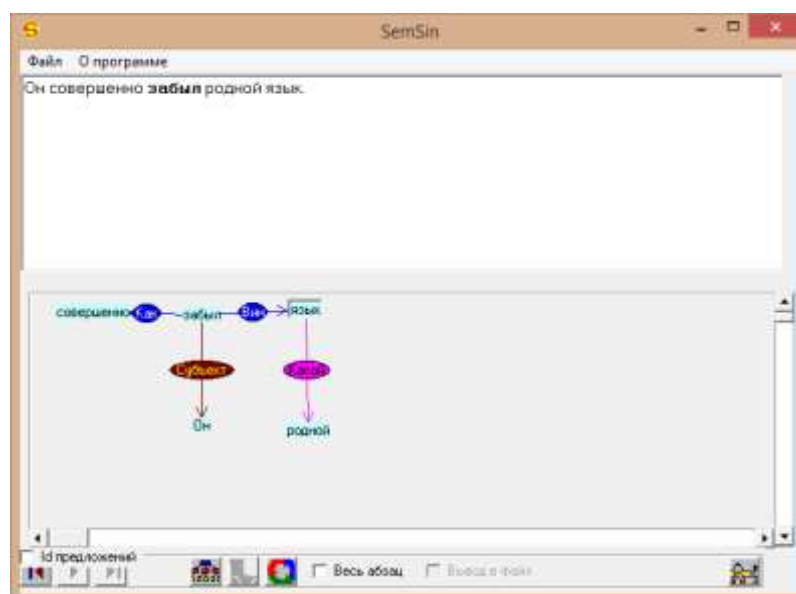 SemSin
Файл О программе
Он совершенно забыл родной язык.
совершенно Как забыл Вин язык
Субъект Какой
Он родной
Id предложений
P P1
Весь абзац Вывод в файл